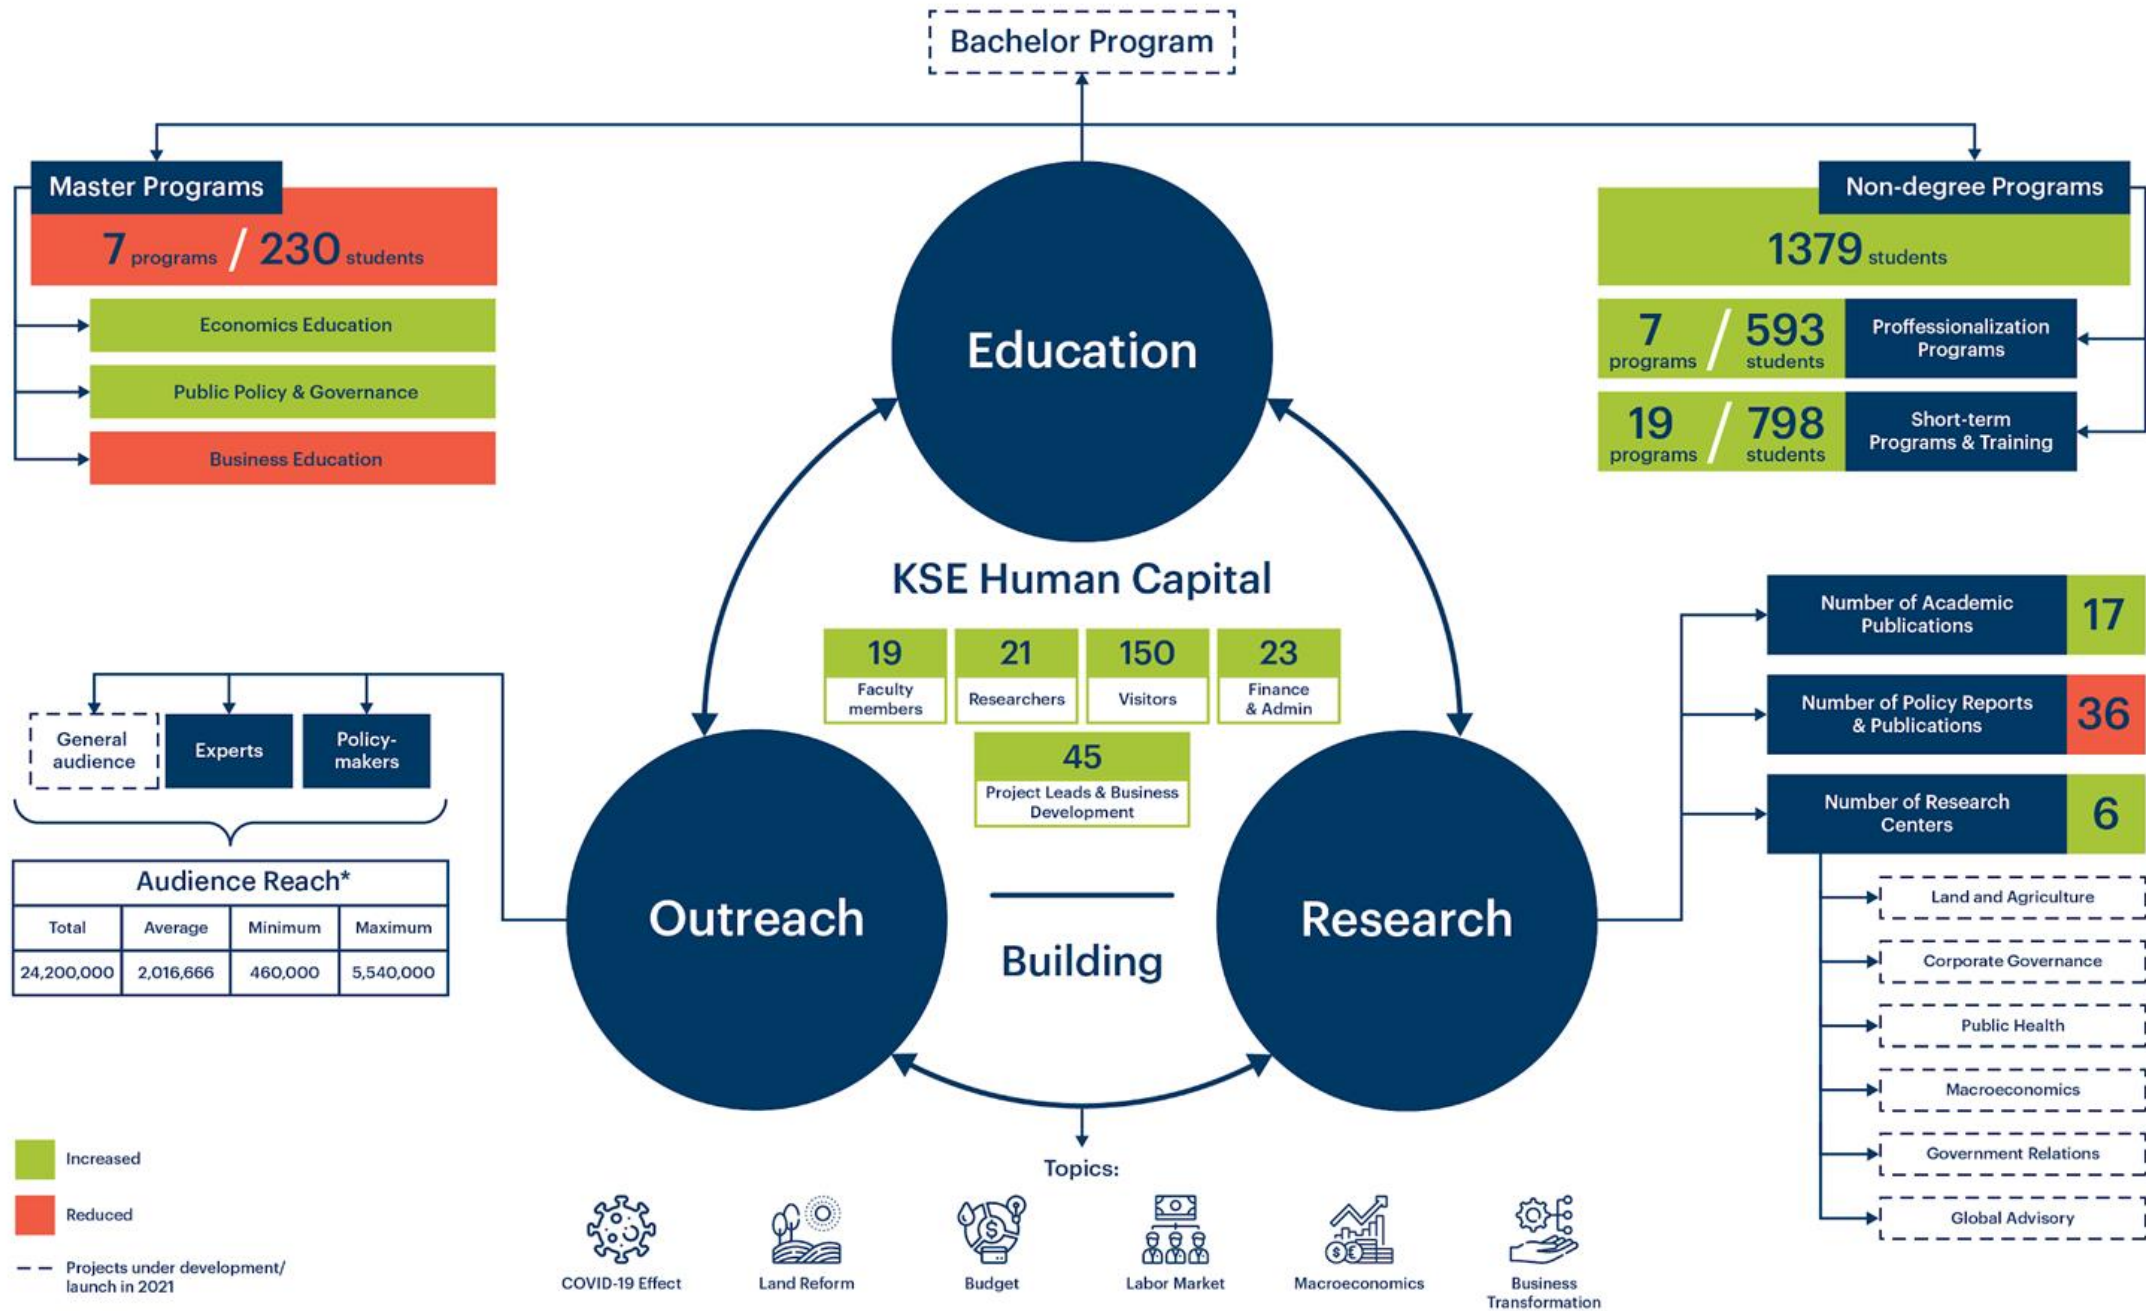 Bachelor Program
Master Programs
7 programs / 230 students
Economics Education
Public Policy & Governance
Business Education
Education
Non-degree Programs
1379 students
7 programs / 593 students
Proffessionalization
Programs
19 programs / 798 students
Short-term
Programs & Training
KSE Human Capital
19
Faculty
members
21
Researchers
150
Visitors
23
Finance
& Admin
45
Project Leads & Business
Development
Building
General
audience
Experts
Policy-
makers
Audience Reach*
Total Average Minimum Maximum
24,200,000 2,016,666 460,000 5,540,000
Outreach
Research
Number of Academic
Publications
17
Number of Policy Reports
& Publications
36
Number of Research
Centers
6
Land and Agriculture
Corporate Governance
Public Health
Macroeconomics
Government Relations
Global Advisory
Increased
Reduced
Projects under development/
launch in 2021
Topics:
COVID-19 Effect
Land Reform
Budget
Labor Market
Macroeconomics
Business
Transformation